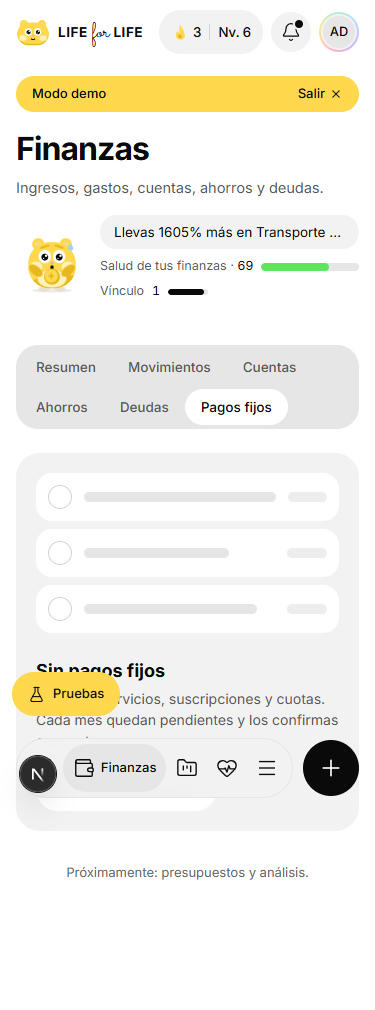 LIFE for LIFE
3
Nv. 6
AD
Modo demo
Salir ×
Finanzas
Ingresos, gastos, cuentas, ahorros y deudas.
Llevas 1605% más en Transporte ...
Salud de tus finanzas · 69
Vínculo 1
Resumen
Movimientos
Cuentas
Ahorros
Deudas
Pagos fijos
Sin pagos fijos
Pruebas
rvicios, suscripciones y cuotas.
Cada mes quedan pendientes y los confirmas
N
Finanzas
Próximamente: presupuestos y análisis.